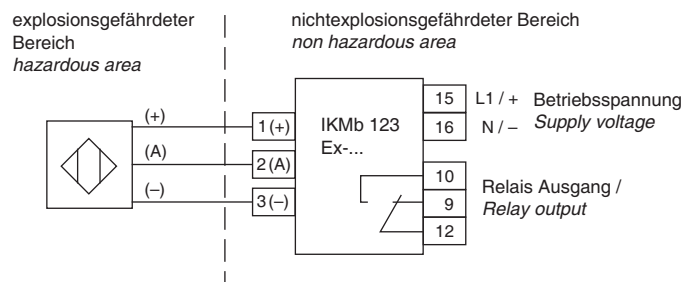 explosionsgefährdeter
Bereich
hazardous area
nichtexplosionsgefährdeter Bereich
non hazardous area
(+)
(A)
(–)
1 (+)
2 (A)
3 (–)
IKMb 123
Ex-...
15
16
10
9
12
L1 / +
N / –
Betriebsspannung
Supply voltage
Relais Ausgang /
Relay output